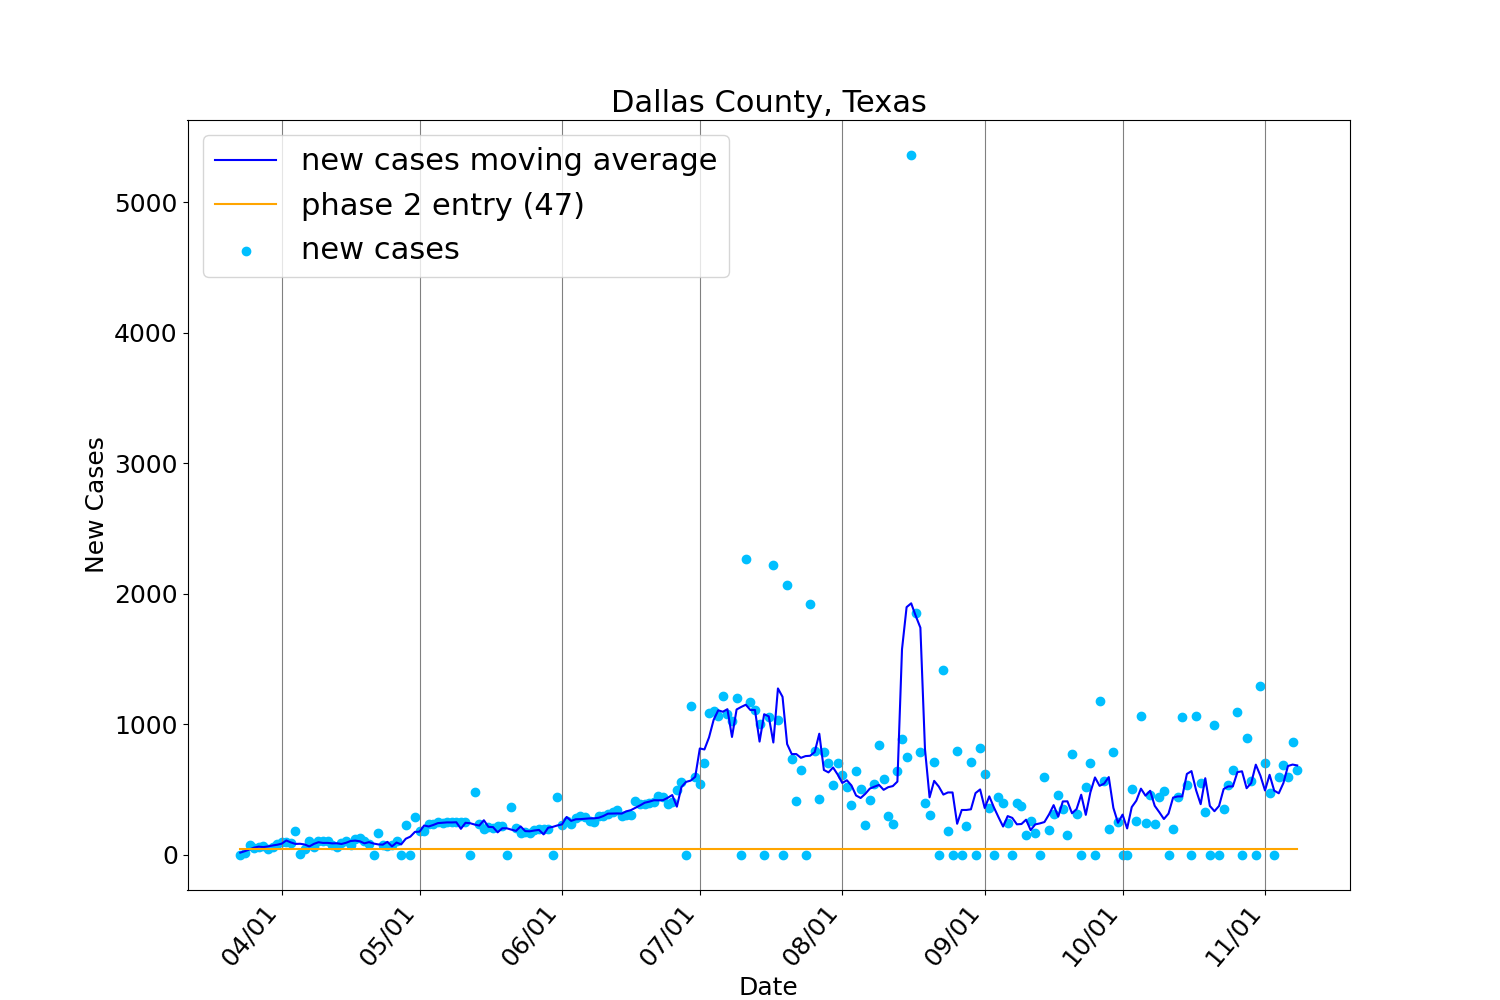 Dallas County, Texas
new cases moving average
phase 2 entry (47)
new cases
New Cases
5000
4000
3000
2000
1000
0
04/01
05/01
06/01
07/01
08/01
09/01
10/01
11/01
Date